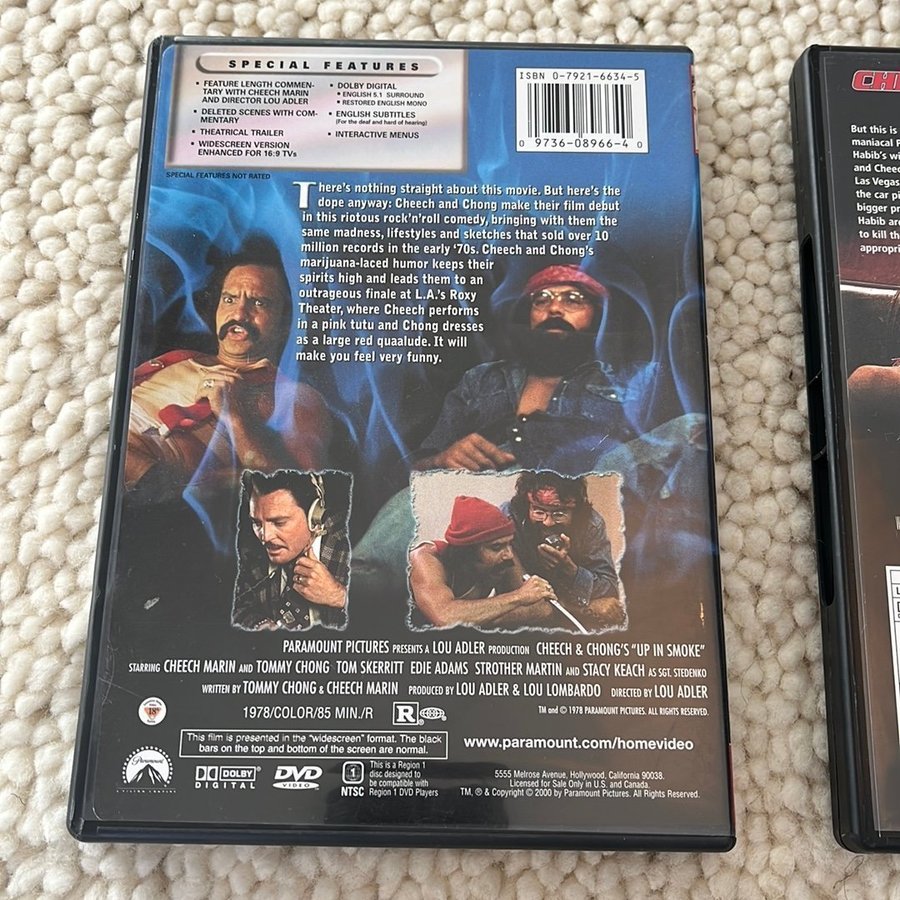 SPECIAL FEATURES
• FEATURE LENGTH COMMEN-
TARY WITH CHEECH MARIN
AND DIRECTOR LOU ADLER
• DELETED SCENES WITH COM-
MENTARY
• THEATRICAL TRAILER
• WIDESCREEN VERSION
ENHANCED FOR 16:9 TVs
• DOLBY DIGITAL
• ENGLISH 5.1 SURROUND
• RESTORED ENGLISH MONO
• ENGLISH SUBTITLES
(For the deaf and hard of hearing)
• INTERACTIVE MENUS
SPECIAL FEATURES NOT RATED
ISBN 0-7921-6634-5
0 9736-08966-4 0
There's nothing straight about this movie. But here's the
dope anyway: Cheech and Chong make their film debut
in this riotous rock'n'roll comedy, bringing with them the
same madness, lifestyles and sketches that sold over 10
million records in the early '70s. Cheech and Chong's
marijuana-laced humor keeps their
spirits high and leads them to an
outrageous finale at L.A.'s Roxy
Theater, where Cheech performs
in a pink tutu and Chong dresses
as a large red quaalude. It will
make you feel very funny.
PARAMOUNT PICTURES PRESENTS A LOU ADLER PRODUCTION CHEECH & CHONG'S "UP IN SMOKE"
STARRING CHEECH MARIN AND TOMMY CHONG TOM SKERRITT EDIE ADAMS STROTHER MARTIN AND STACY KEACH AS SGT. STEDENKO
WRITTEN BY TOMMY CHONG & CHEECH MARIN PRODUCED BY LOU ADLER & LOU LOMBARDO DIRECTED BY LOU ADLER
1978/COLOR/85 MIN./R
R
TM and © 1978 PARAMOUNT PICTURES. ALL RIGHTS RESERVED.
18
This film is presented in the "widescreen" format. The black
bars on the top and bottom of the screen are normal.
www.paramount.com/homevideo
Paramount
DOLBY
DIGITAL
DVD
VIDEO
1
NTSC
This is a Region 1
disc designed to
be compatible with
Region 1 DVD Players
5555 Melrose Avenue, Hollywood, California 90038.
Licensed for Sale Only in U.S. and Canada.
TM, ® & Copyright © 2000 by Paramount Pictures. All Rights Reserved.
CHE
But this is
maniacal P
Habib's wi
and Cheec
Las Vegas
the car pi
bigger pr
Habib are
to kill th
appropri